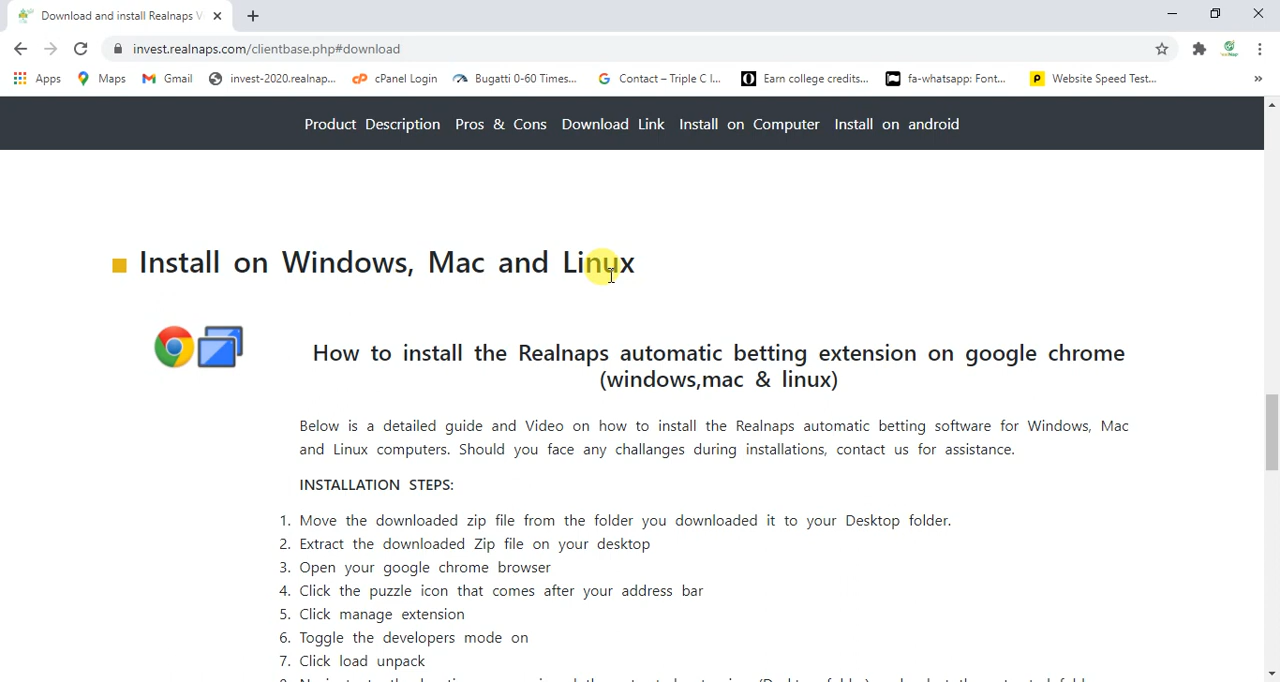 Download and install Realnaps V
invest.realnaps.com/clientbase.php#download
Apps Maps Gmail invest-2020.realnap... cPanel Login Bugatti 0-60 Times... Contact – Triple C I... Earn college credits... fa-whatsapp: Font... Website Speed Test... »
Product Description Pros & Cons Download Link Install on Computer Install on android
Install on Windows, Mac and Linux
How to install the Realnaps automatic betting extension on google chrome
(windows,mac & linux)
Below is a detailed guide and Video on how to install the Realnaps automatic betting software for Windows, Mac
and Linux computers. Should you face any challanges during installations, contact us for assistance.
INSTALLATION STEPS:
1. Move the downloaded zip file from the folder you downloaded it to your Desktop folder.
2. Extract the downloaded Zip file on your desktop
3. Open your google chrome browser
4. Click the puzzle icon that comes after your address bar
5. Click manage extension
6. Toggle the developers mode on
7. Click load unpack